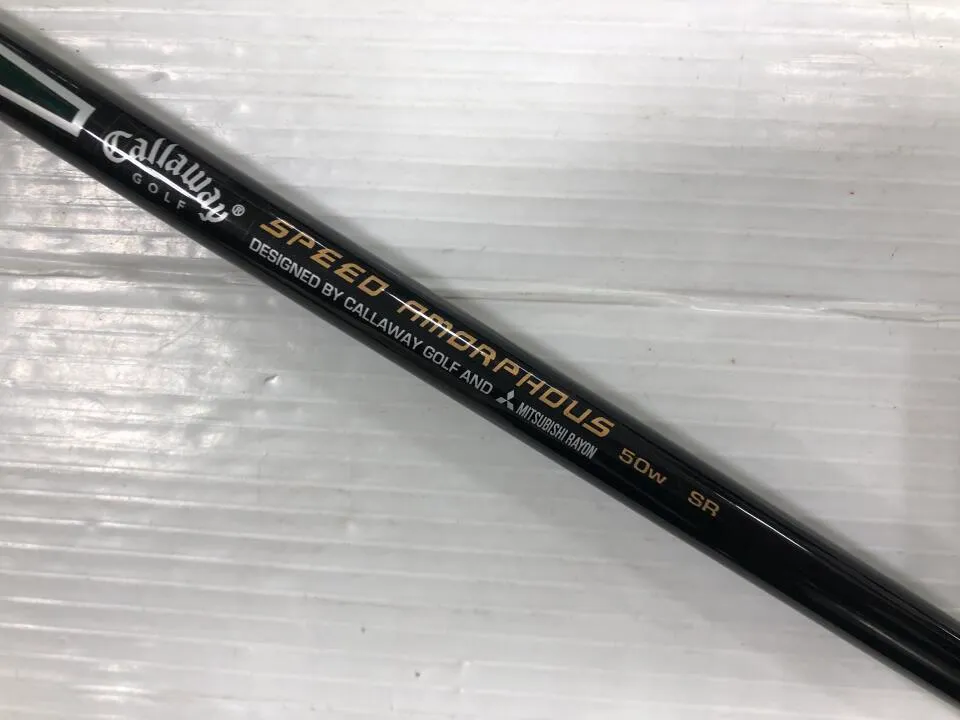 Callaway®
GOLF
SPEED AMORPHOUS 50w SR
DESIGNED BY CALLAWAY GOLF AND MITSUBISHI RAYON